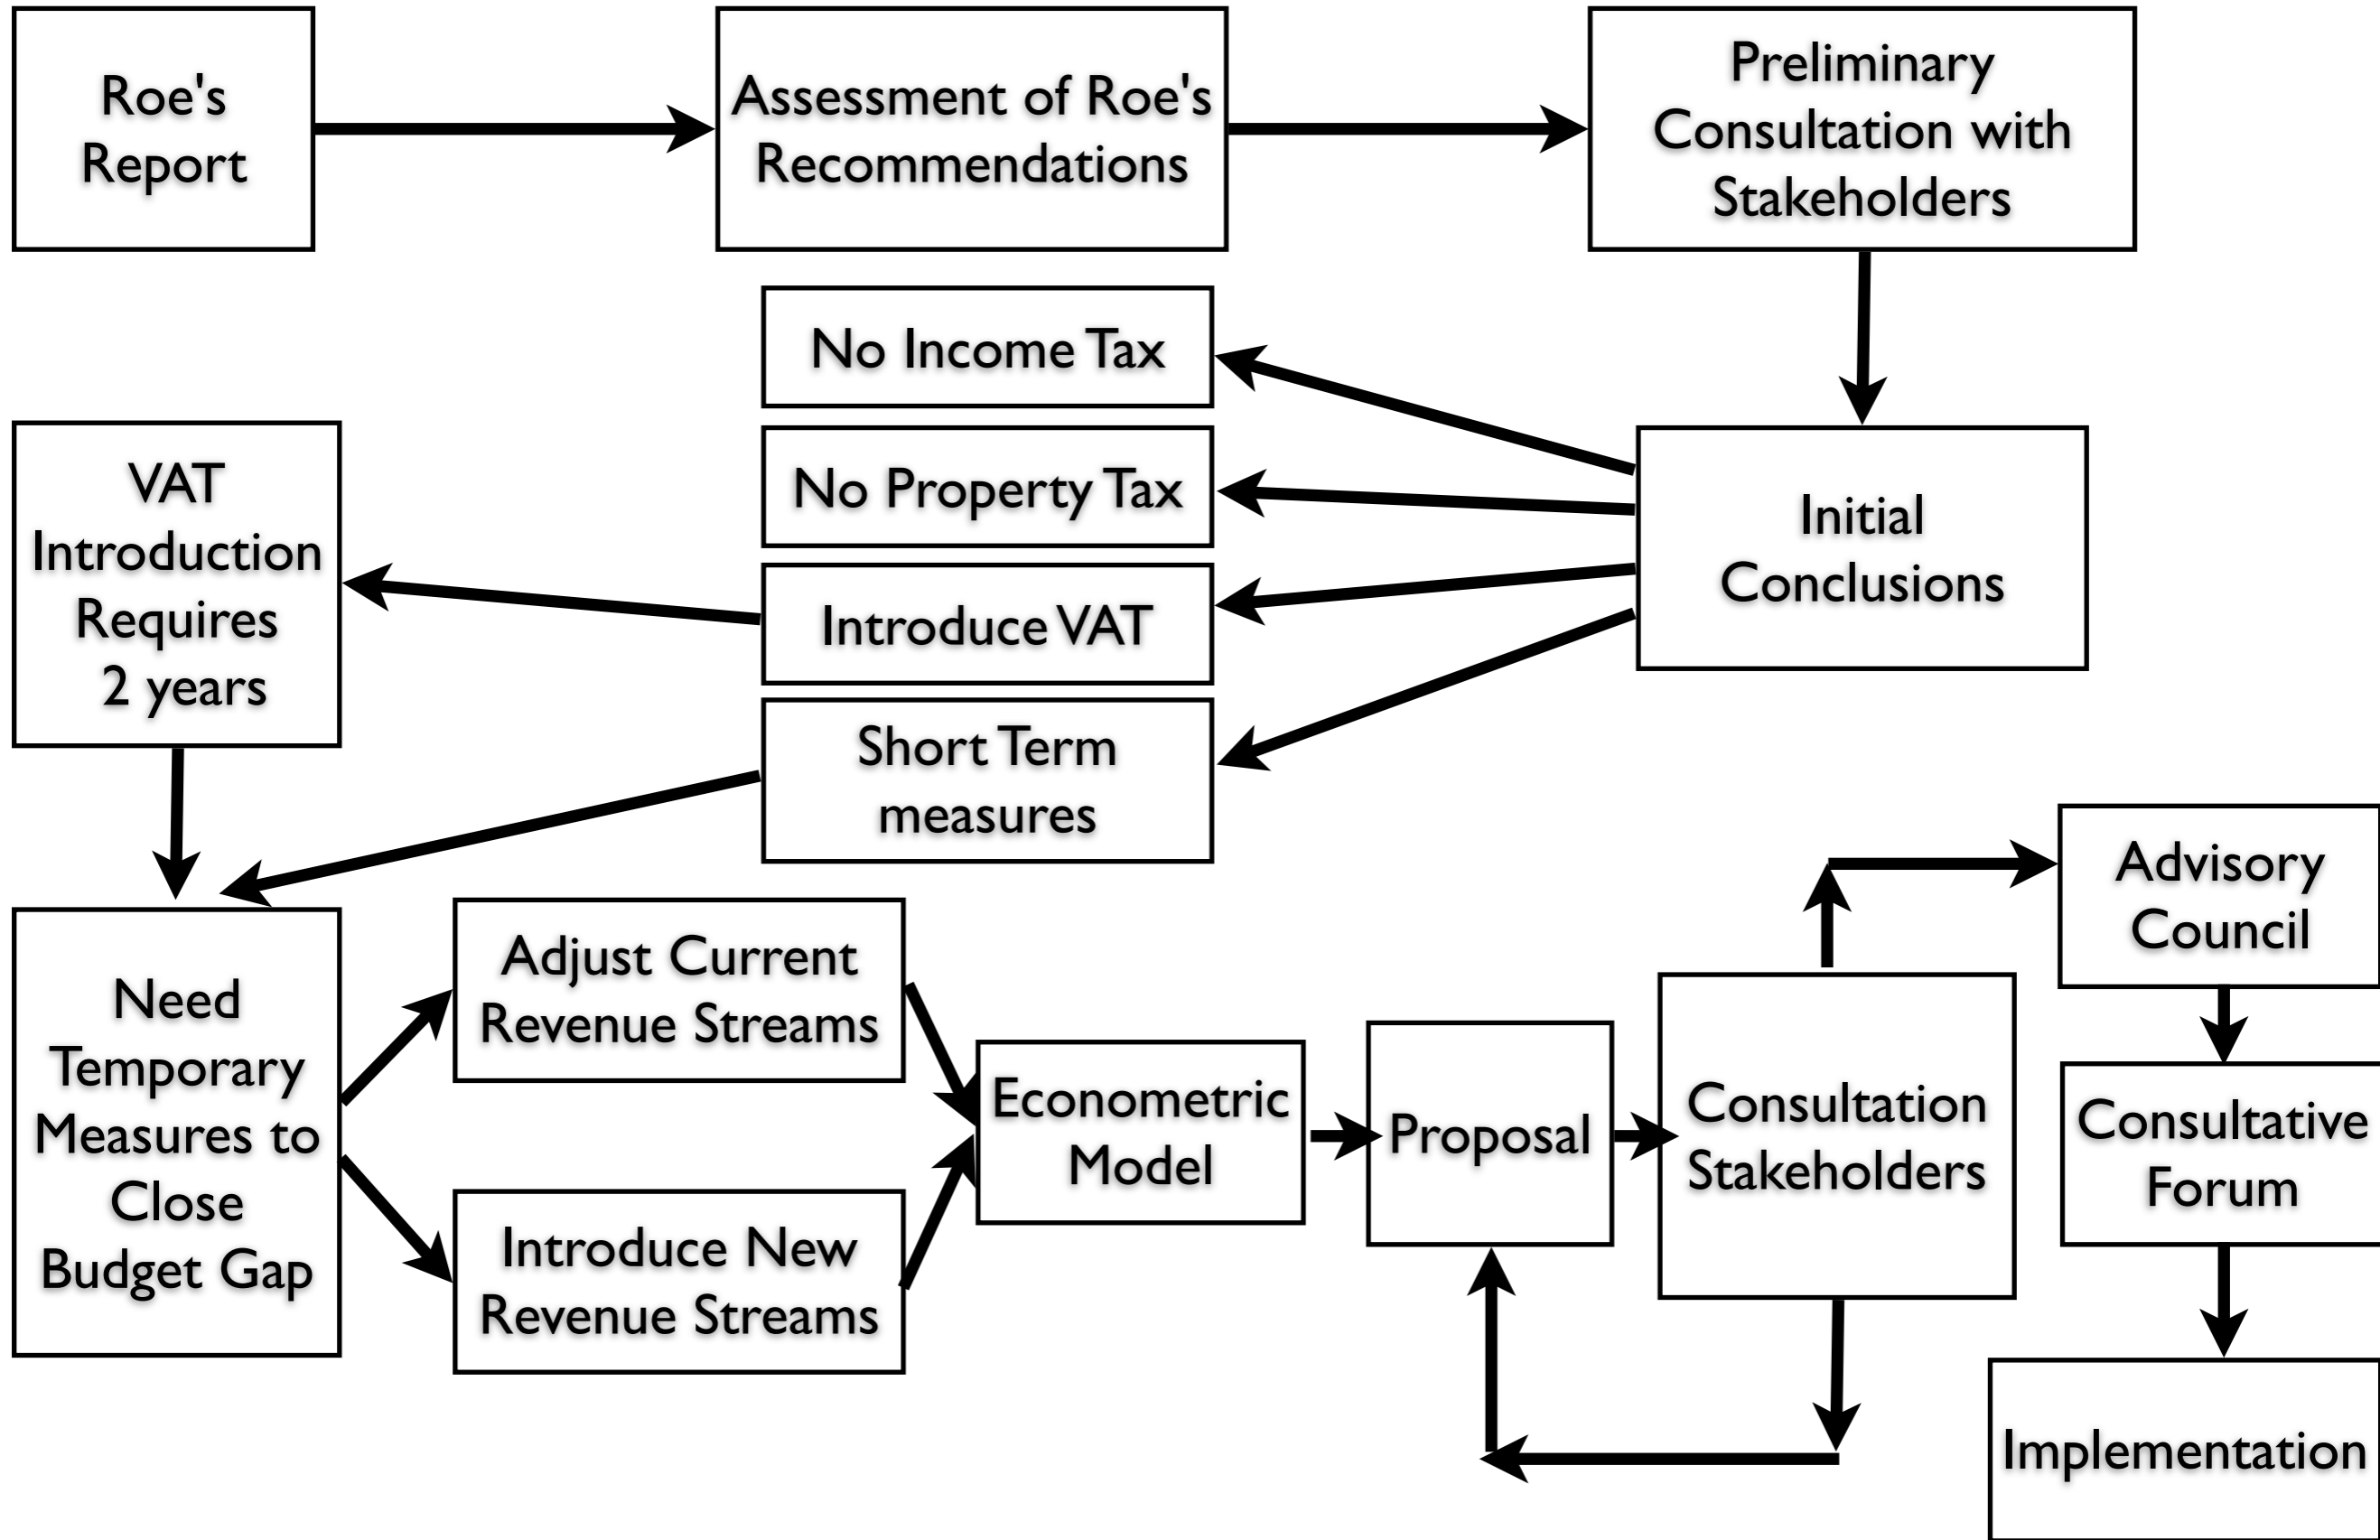 Roe's
Report
Assessment of Roe's
Recommendations
Preliminary
Consultation with
Stakeholders
No Income Tax
No Property Tax
Introduce VAT
Short Term
measures
Initial
Conclusions
VAT
Introduction
Requires
2 years
Need
Temporary
Measures to
Close
Budget Gap
Adjust Current
Revenue Streams
Introduce New
Revenue Streams
Econometric
Model
Proposal
Consultation
Stakeholders
Advisory
Council
Consultative
Forum
Implementation